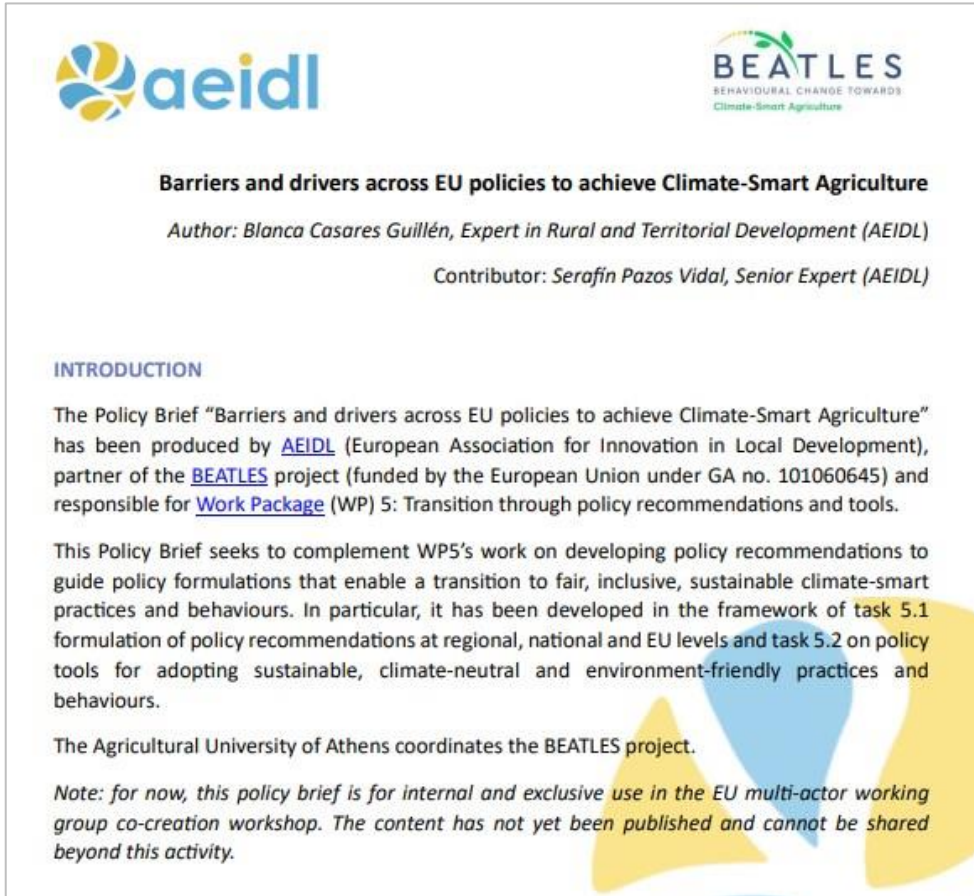 aeidl
BEATLES
BEHAVIOURAL CHANGE TOWARDS
Climate-Smart Agriculture
Barriers and drivers across EU policies to achieve Climate-Smart Agriculture
Author: Blanca Casares Guillén, Expert in Rural and Territorial Development (AEIDL)
Contributor: Serafín Pazos Vidal, Senior Expert (AEIDL)
INTRODUCTION
The Policy Brief “Barriers and drivers across EU policies to achieve Climate-Smart Agriculture”
has been produced by AEIDL (European Association for Innovation in Local Development),
partner of the BEATLES project (funded by the European Union under GA no. 101060645) and
responsible for Work Package (WP) 5: Transition through policy recommendations and tools.
This Policy Brief seeks to complement WP5’s work on developing policy recommendations to
guide policy formulations that enable a transition to fair, inclusive, sustainable climate-smart
practices and behaviours. In particular, it has been developed in the framework of task 5.1
formulation of policy recommendations at regional, national and EU levels and task 5.2 on policy
tools for adopting sustainable, climate-neutral and environment-friendly practices and
behaviours.
The Agricultural University of Athens coordinates the BEATLES project.
Note: for now, this policy brief is for internal and exclusive use in the EU multi-actor working
group co-creation workshop. The content has not yet been published and cannot be shared
beyond this activity.